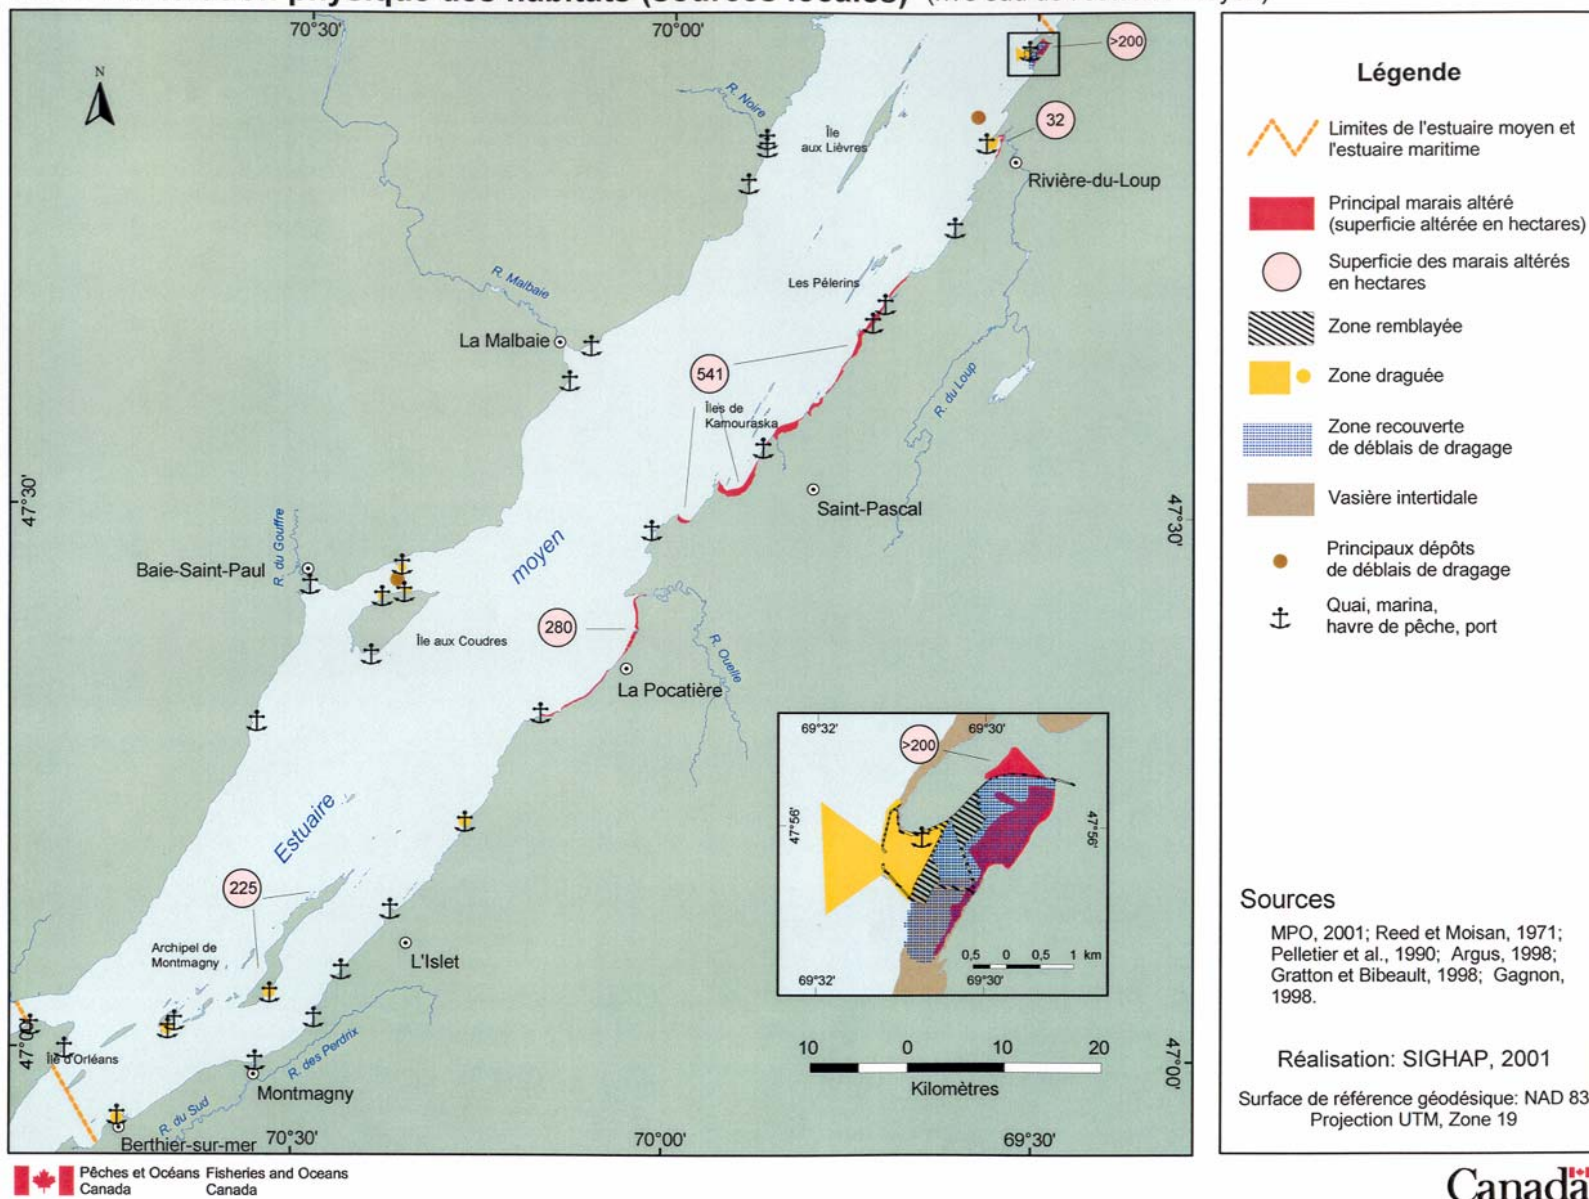 physique des habitats (sources locales)
70°30'
70°00'
N
>200
R. Noire
Île
aux Lièvres
32
Rivière-du-Loup
R. Malbaie
Les Pélerins
La Malbaie
541
Îles de
Kamouraska
R. du Loup
47°30'
47°30'
Saint-Pascal
moyen
R. du Gouffre
Baie-Saint-Paul
280
Île aux Coudres
R. Ouelle
La Pocatière
69°32'
69°30'
>200
47°56'
47°56'
Estuaire
225
Archipel de
Montmagny
L'Islet
0,5 0 0,5 1 km
69°32'
69°30'
47°00'
47°00'
Île d'Orléans
R. des Perdrix
10 0 10 20
Kilomètres
Montmagny
R. du Sud
Berthier-sur-mer
70°30'
70°00'
69°30'
Légende
Limites de l'estuaire moyen et
l'estuaire maritime
Principal marais altéré
(superficie altérée en hectares)
Superficie des marais altérés
en hectares
Zone remblayée
Zone draguée
Zone recouverte
de déblais de dragage
Vasière intertidale
Principaux dépôts
de déblais de dragage
Quai, marina,
havre de pêche, port
Sources
MPO, 2001; Reed et Moisan, 1971;
Pelletier et al., 1990; Argus, 1998;
Gratton et Bibeault, 1998; Gagnon,
1998.
Réalisation: SIGHAP, 2001
Surface de référence géodésique: NAD 83
Projection UTM, Zone 19
Pêches et Océans Fisheries and Oceans
Canada Canada
Canada